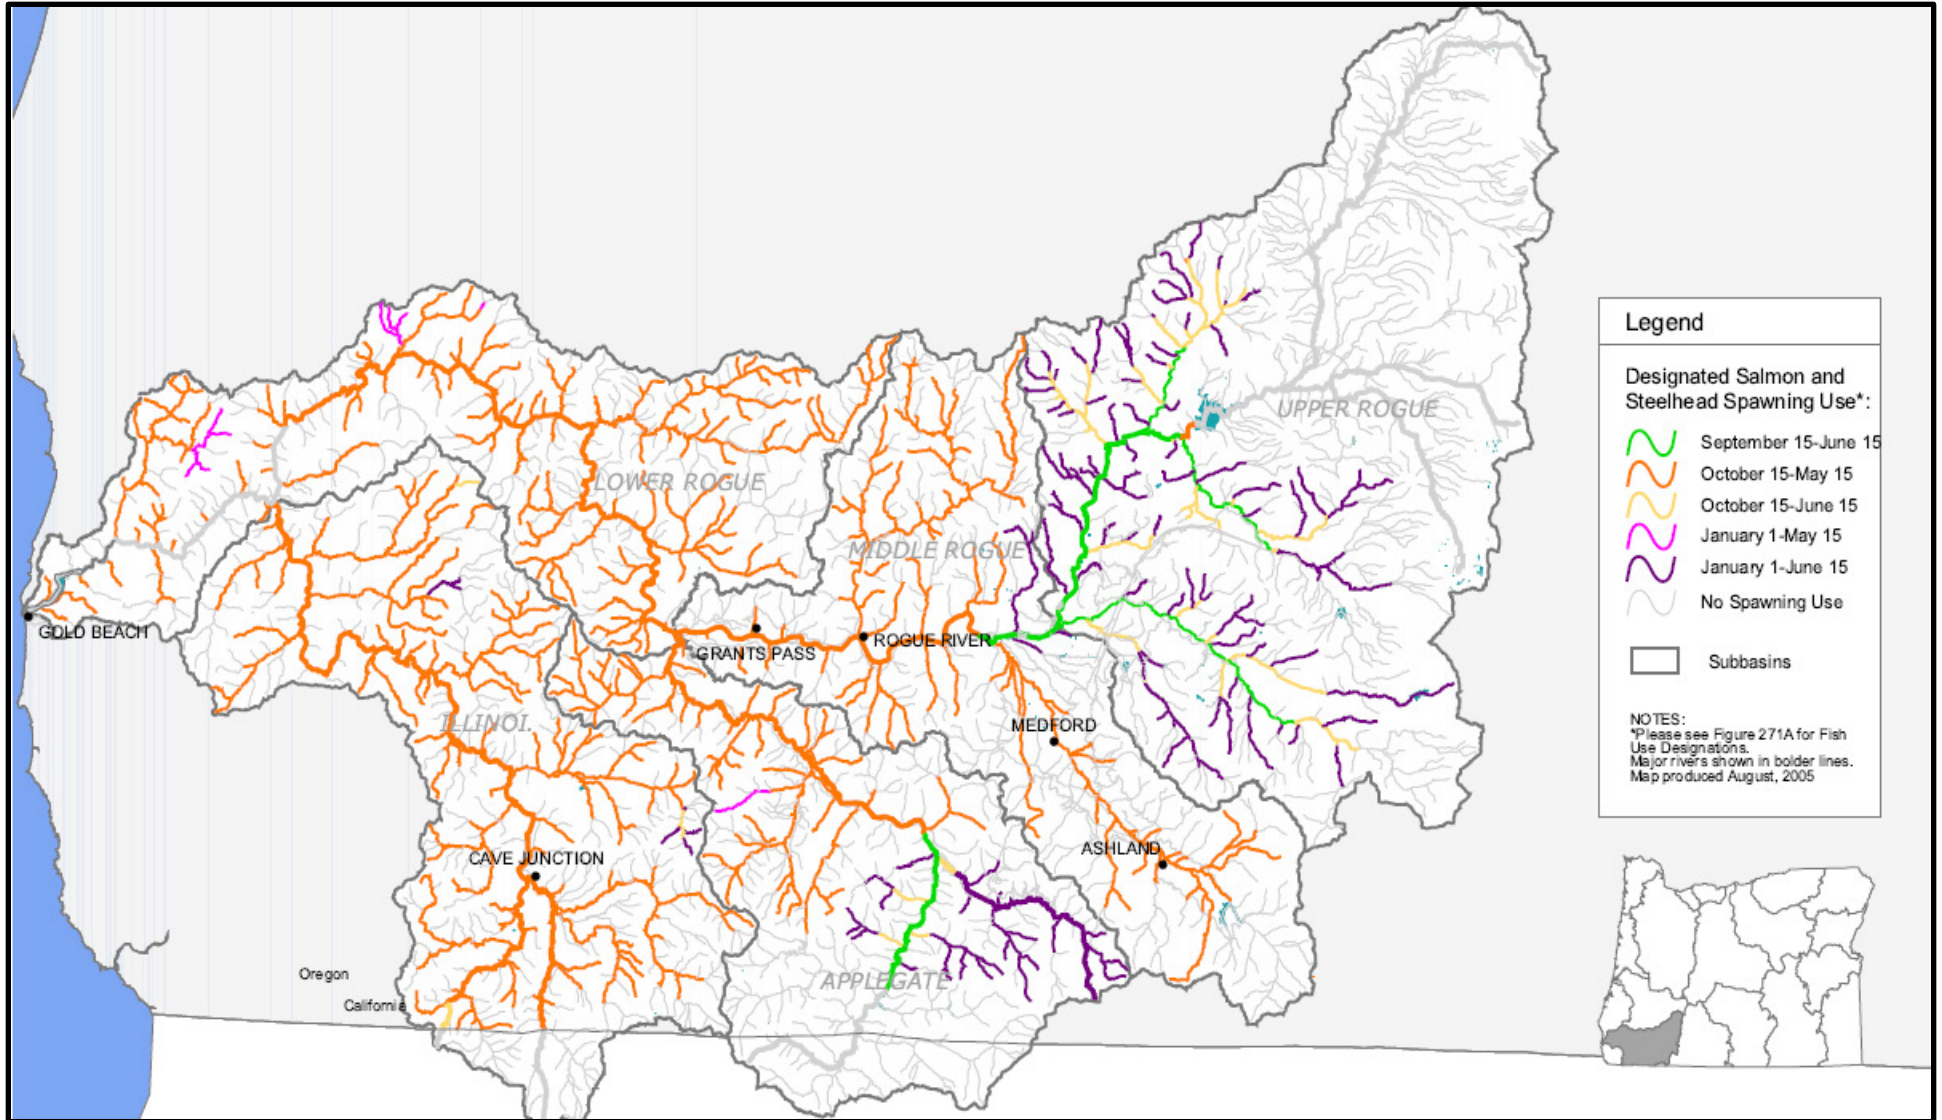 UPPER ROGUE
LOWER ROGUE
MIDDLE ROGUE
GOLD BEACH
GRANTS PASS
ROGUE RIVER
ILLINOI.
MEDFORD
CAVE JUNCTION
ASHLAND
APPLEGATE
Oregon
California
Legend
Designated Salmon and
Steelhead Spawning Use*:
September 15-June 15
October 15-May 15
October 15-June 15
January 1-May 15
January 1-June 15
No Spawning Use
Subbasins
NOTES:
*Please see Figure 271A for Fish
Use Designations.
Major rivers shown in bolder lines.
Map produced August, 2005